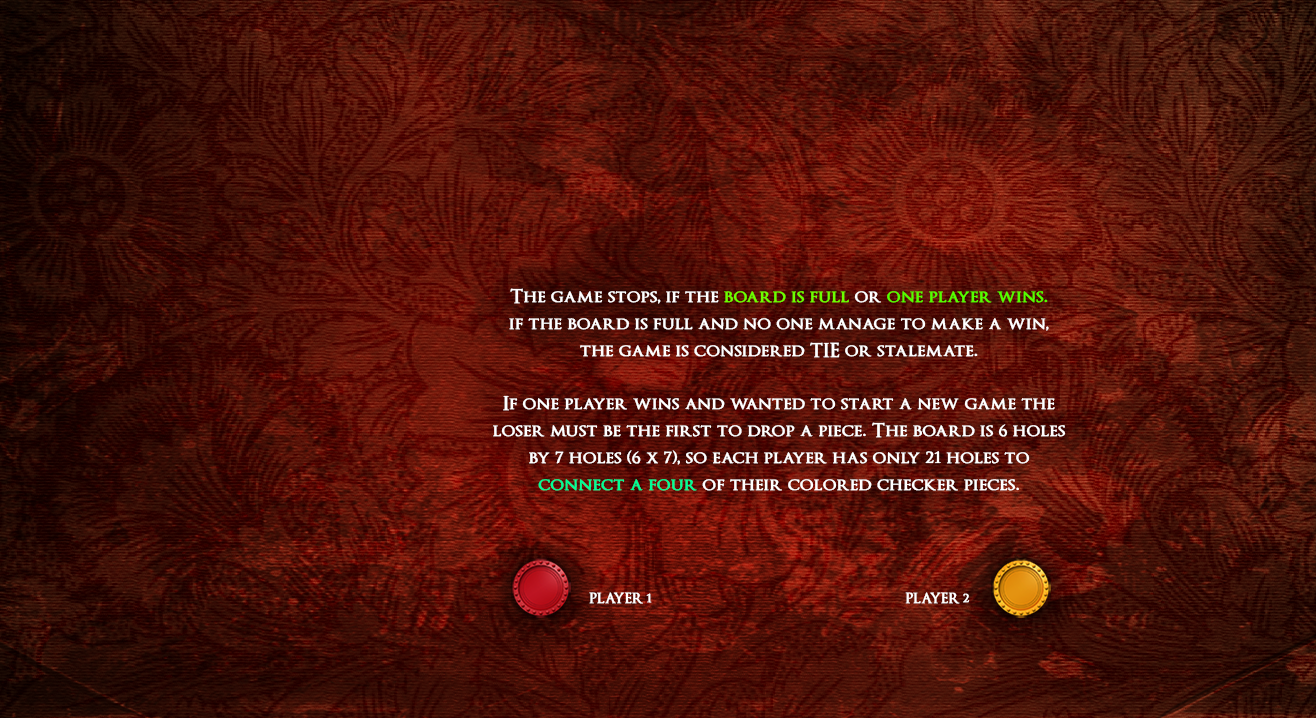 The game stops, if the board is full or one player wins.
if the board is full and no one manage to make a win,
the game is considered TIE or stalemate.
If one player wins and wanted to start a new game the
loser must be the first to drop a piece. The board is 6 holes
by 7 holes (6 x 7), so each player has only 21 holes to
connect a four of their colored checker pieces.
player 1
player 2